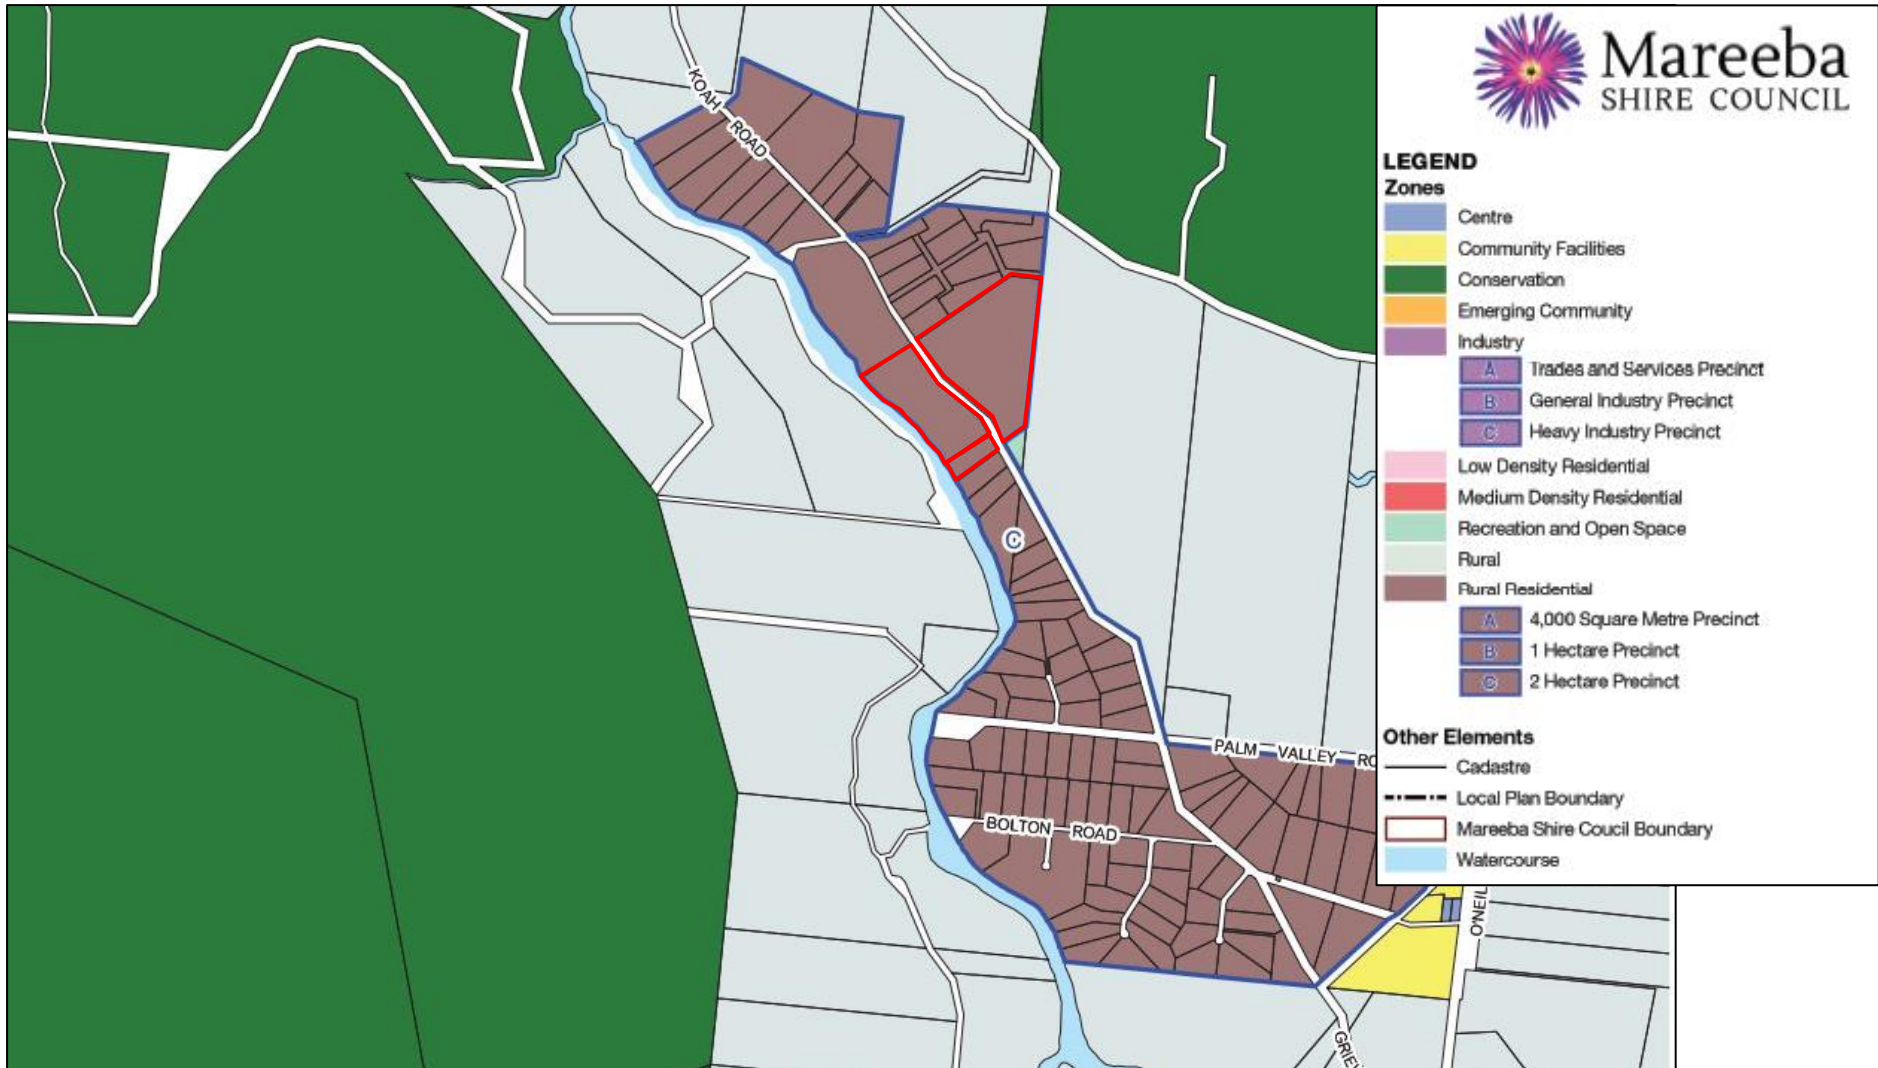 Mareeba
SHIRE COUNCIL
LEGEND
Zones
Centre
Community Facilities
Conservation
Emerging Community
Industry
A Trades and Services Precinct
B General Industry Precinct
C Heavy Industry Precinct
Low Density Residential
Medium Density Residential
Recreation and Open Space
Rural
Rural Residential
A 4,000 Square Metre Precinct
B 1 Hectare Precinct
C 2 Hectare Precinct
Other Elements
Cadastre
Local Plan Boundary
Mareeba Shire Coucil Boundary
Watercourse
KOAH ROAD
C
PALM VALLEY RO
BOLTON ROAD
O'NEIL
GRIEV